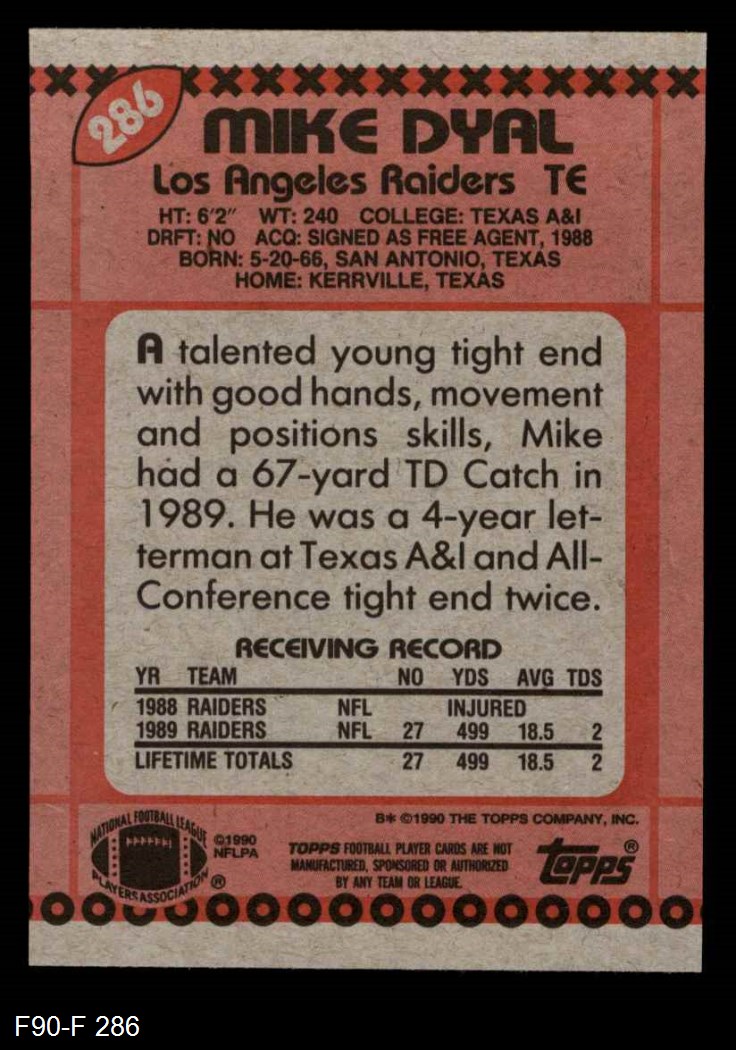 286
MIKE DYAL
Los Angeles Raiders TE
HT: 6'2" WT: 240 COLLEGE: TEXAS A&I
DRFT: NO ACQ: SIGNED AS FREE AGENT, 1988
BORN: 5-20-66, SAN ANTONIO, TEXAS
HOME: KERRVILLE, TEXAS
A talented young tight end
with good hands, movement
and positions skills, Mike
had a 67-yard TD Catch in
1989. He was a 4-year let-
terman at Texas A&I and All-
Conference tight end twice.
RECEIVING RECORD
YR TEAM NO YDS AVG TDS
1988 RAIDERS NFL INJURED
1989 RAIDERS NFL 27 499 18.5 2
LIFETIME TOTALS 27 499 18.5 2
B* ©1990 THE TOPPS COMPANY, INC.
NATIONAL FOOTBALL LEAGUE
PLAYERS ASSOCIATION ®
©1990
NFLPA
TOPPS FOOTBALL PLAYER CARDS ARE NOT
MANUFACTURED, SPONSORED OR AUTHORIZED
BY ANY TEAM OR LEAGUE.
topps®
F90-F 286